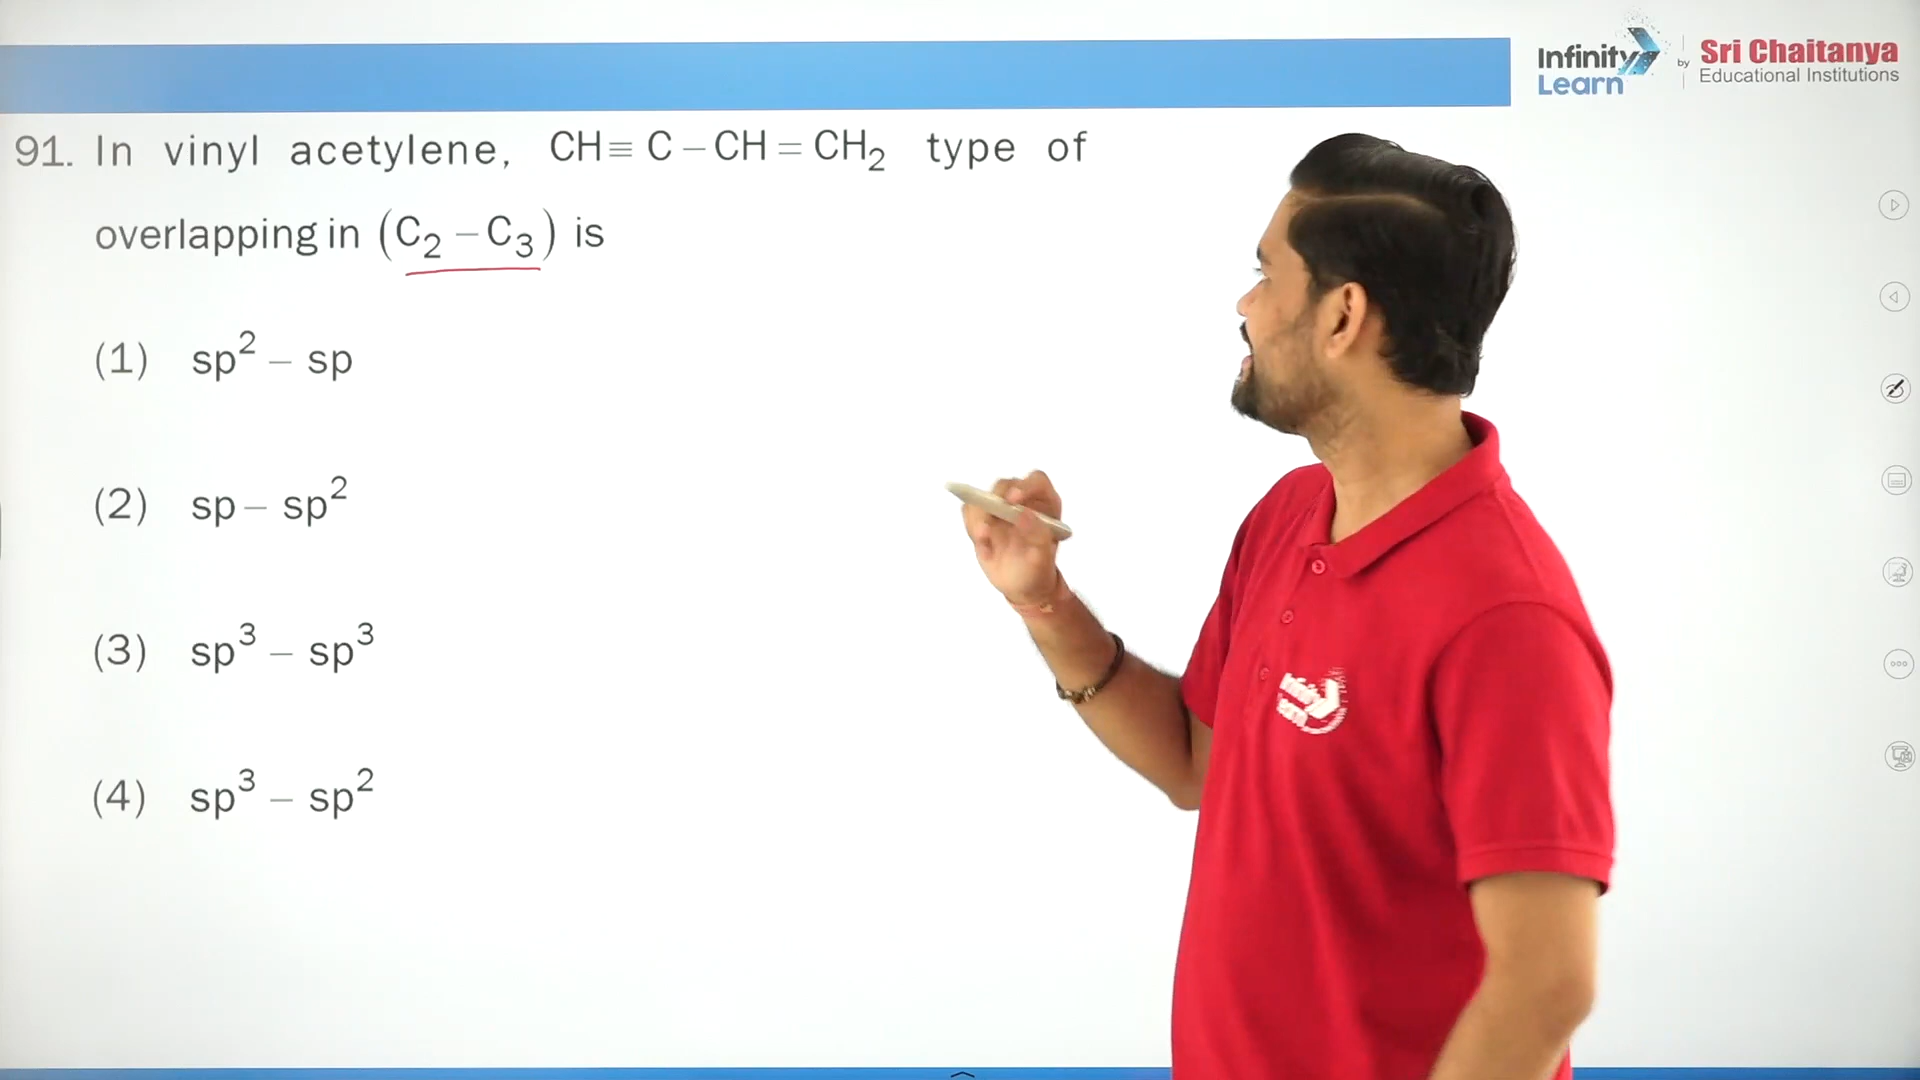 Infinity Learn by Sri Chaitanya Educational Institutions
91. In vinyl acetylene, CH≡C–CH=CH₂ type of
overlapping in (C₂–C₃) is
(1) sp² – sp
(2) sp – sp²
(3) sp³ – sp³
(4) sp³ – sp²